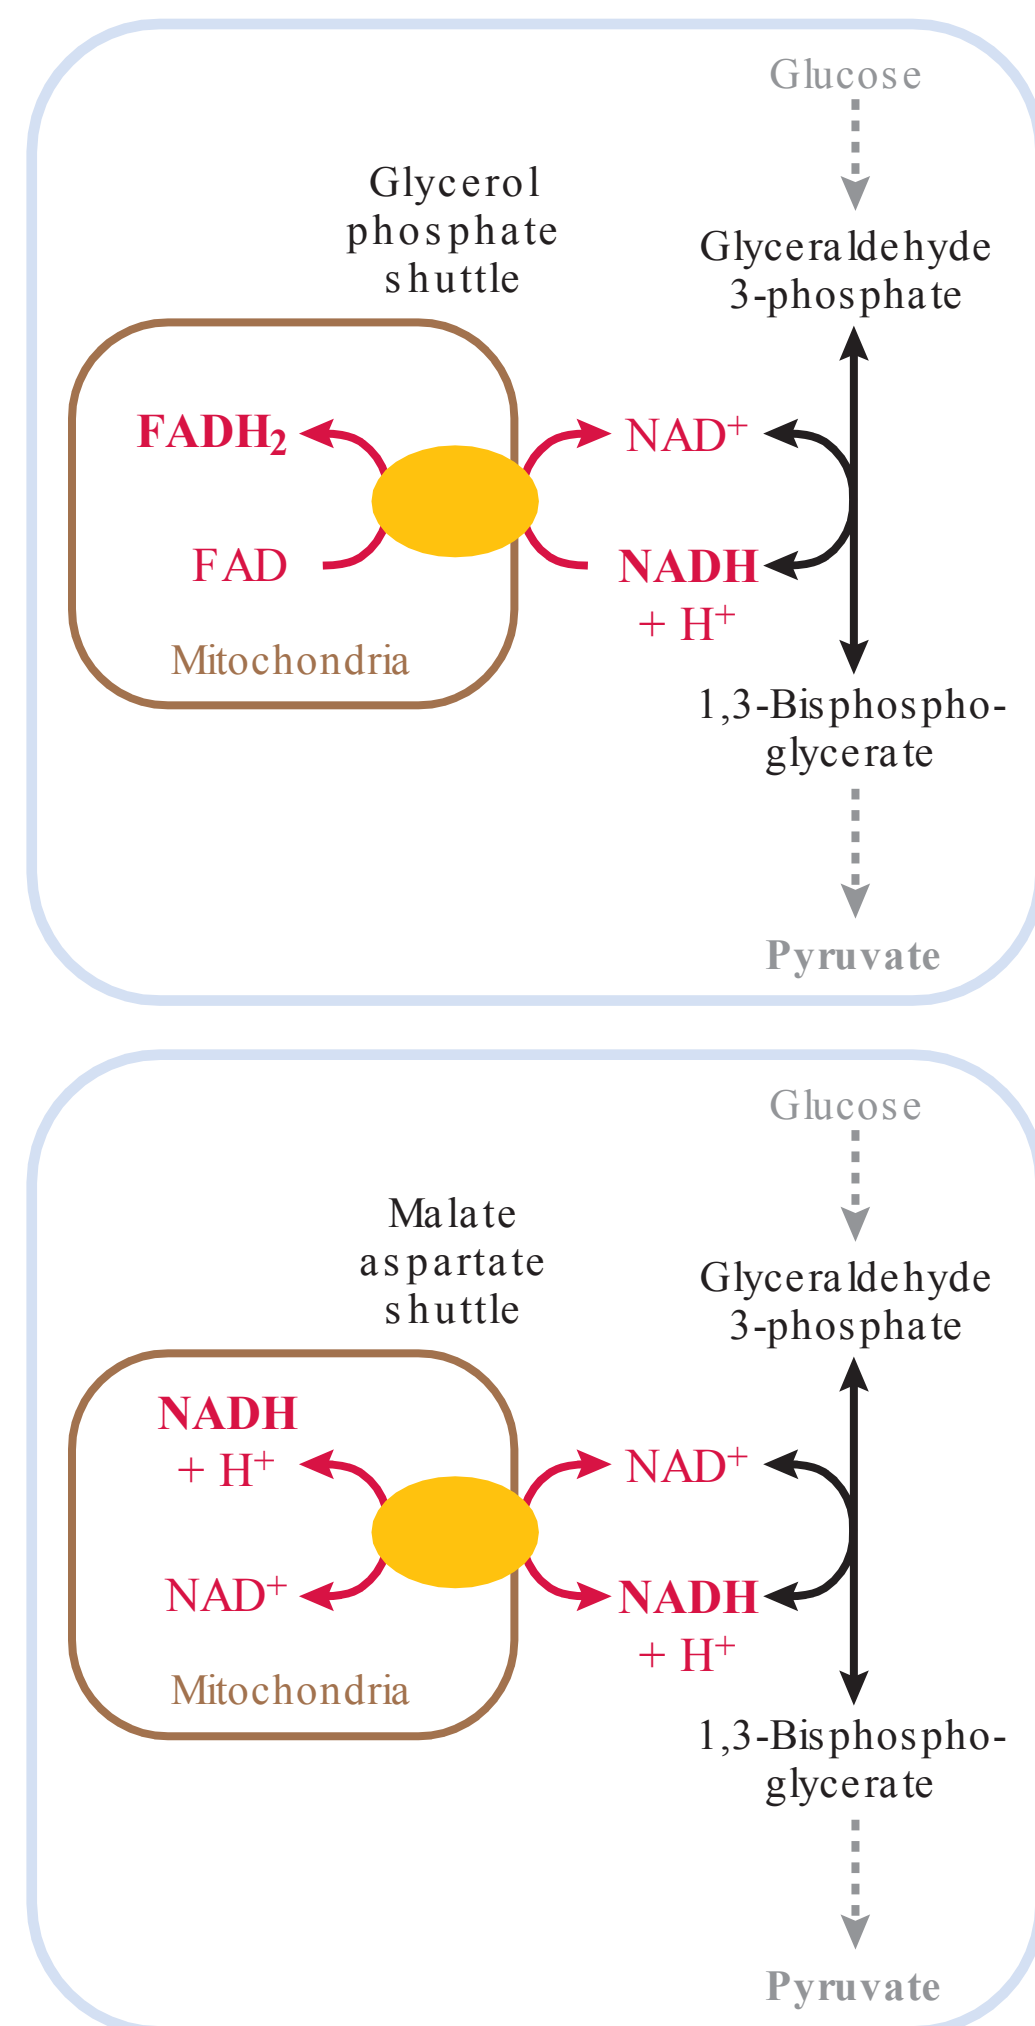 Glucose
Glycerol
phosphate
shuttle
Glyceraldehyde
3-phosphate
FADH₂
NAD⁺
FAD
NADH
+ H⁺
Mitochondria
1,3-Bisphospho-
glycerate
Pyruvate
Glucose
Malate
aspartate
shuttle
Glyceraldehyde
3-phosphate
NADH
+ H⁺
NAD⁺
NAD⁺
NADH
+ H⁺
Mitochondria
1,3-Bisphospho-
glycerate
Pyruvate